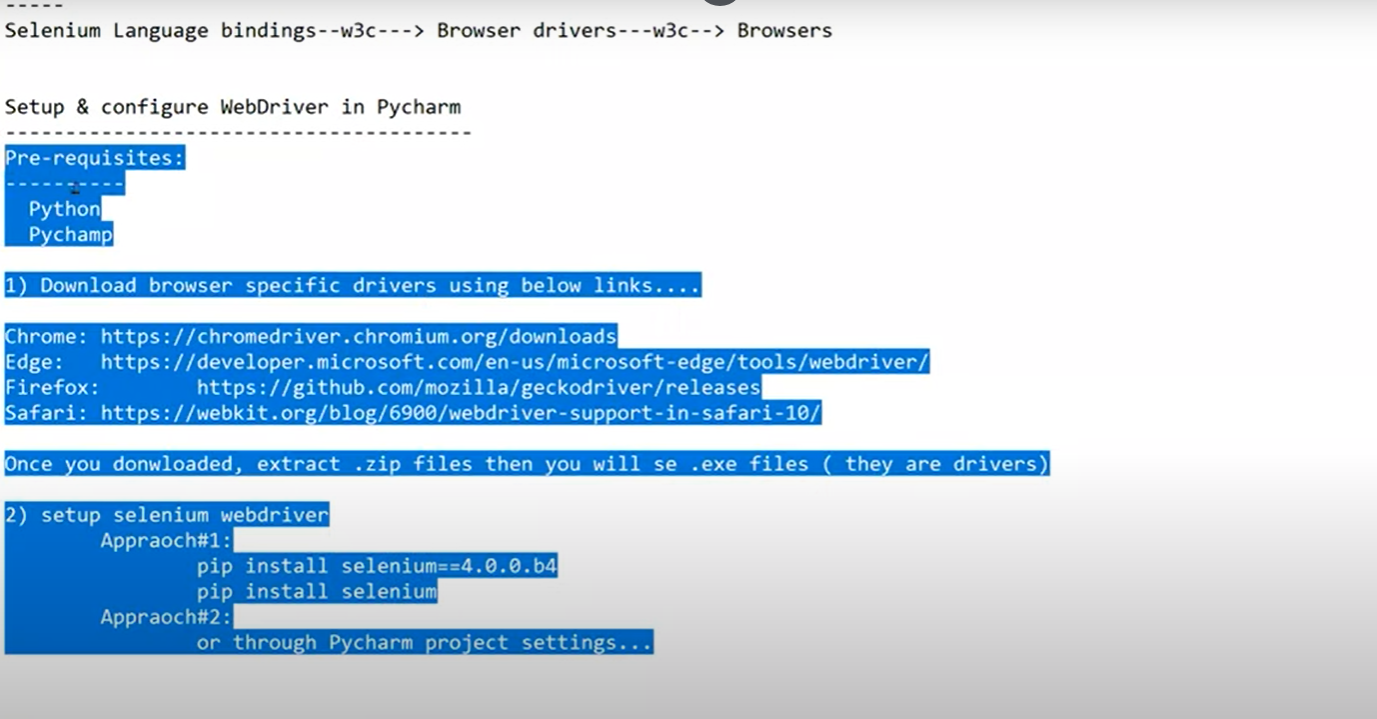 -----
Selenium Language bindings--w3c---> Browser drivers---w3c--> Browsers
Setup & configure WebDriver in Pycharm
---------------------------------------
Pre-requisites:
----------
Python
Pychamp
1) Download browser specific drivers using below links....
Chrome: https://chromedriver.chromium.org/downloads
Edge: https://developer.microsoft.com/en-us/microsoft-edge/tools/webdriver/
Firefox: https://github.com/mozilla/geckodriver/releases
Safari: https://webkit.org/blog/6900/webdriver-support-in-safari-10/
Once you donwloaded, extract .zip files then you will se .exe files ( they are drivers)
2) setup selenium webdriver
Appraoch#1:
pip install selenium==4.0.0.b4
pip install selenium
Appraoch#2:
or through Pycharm project settings...